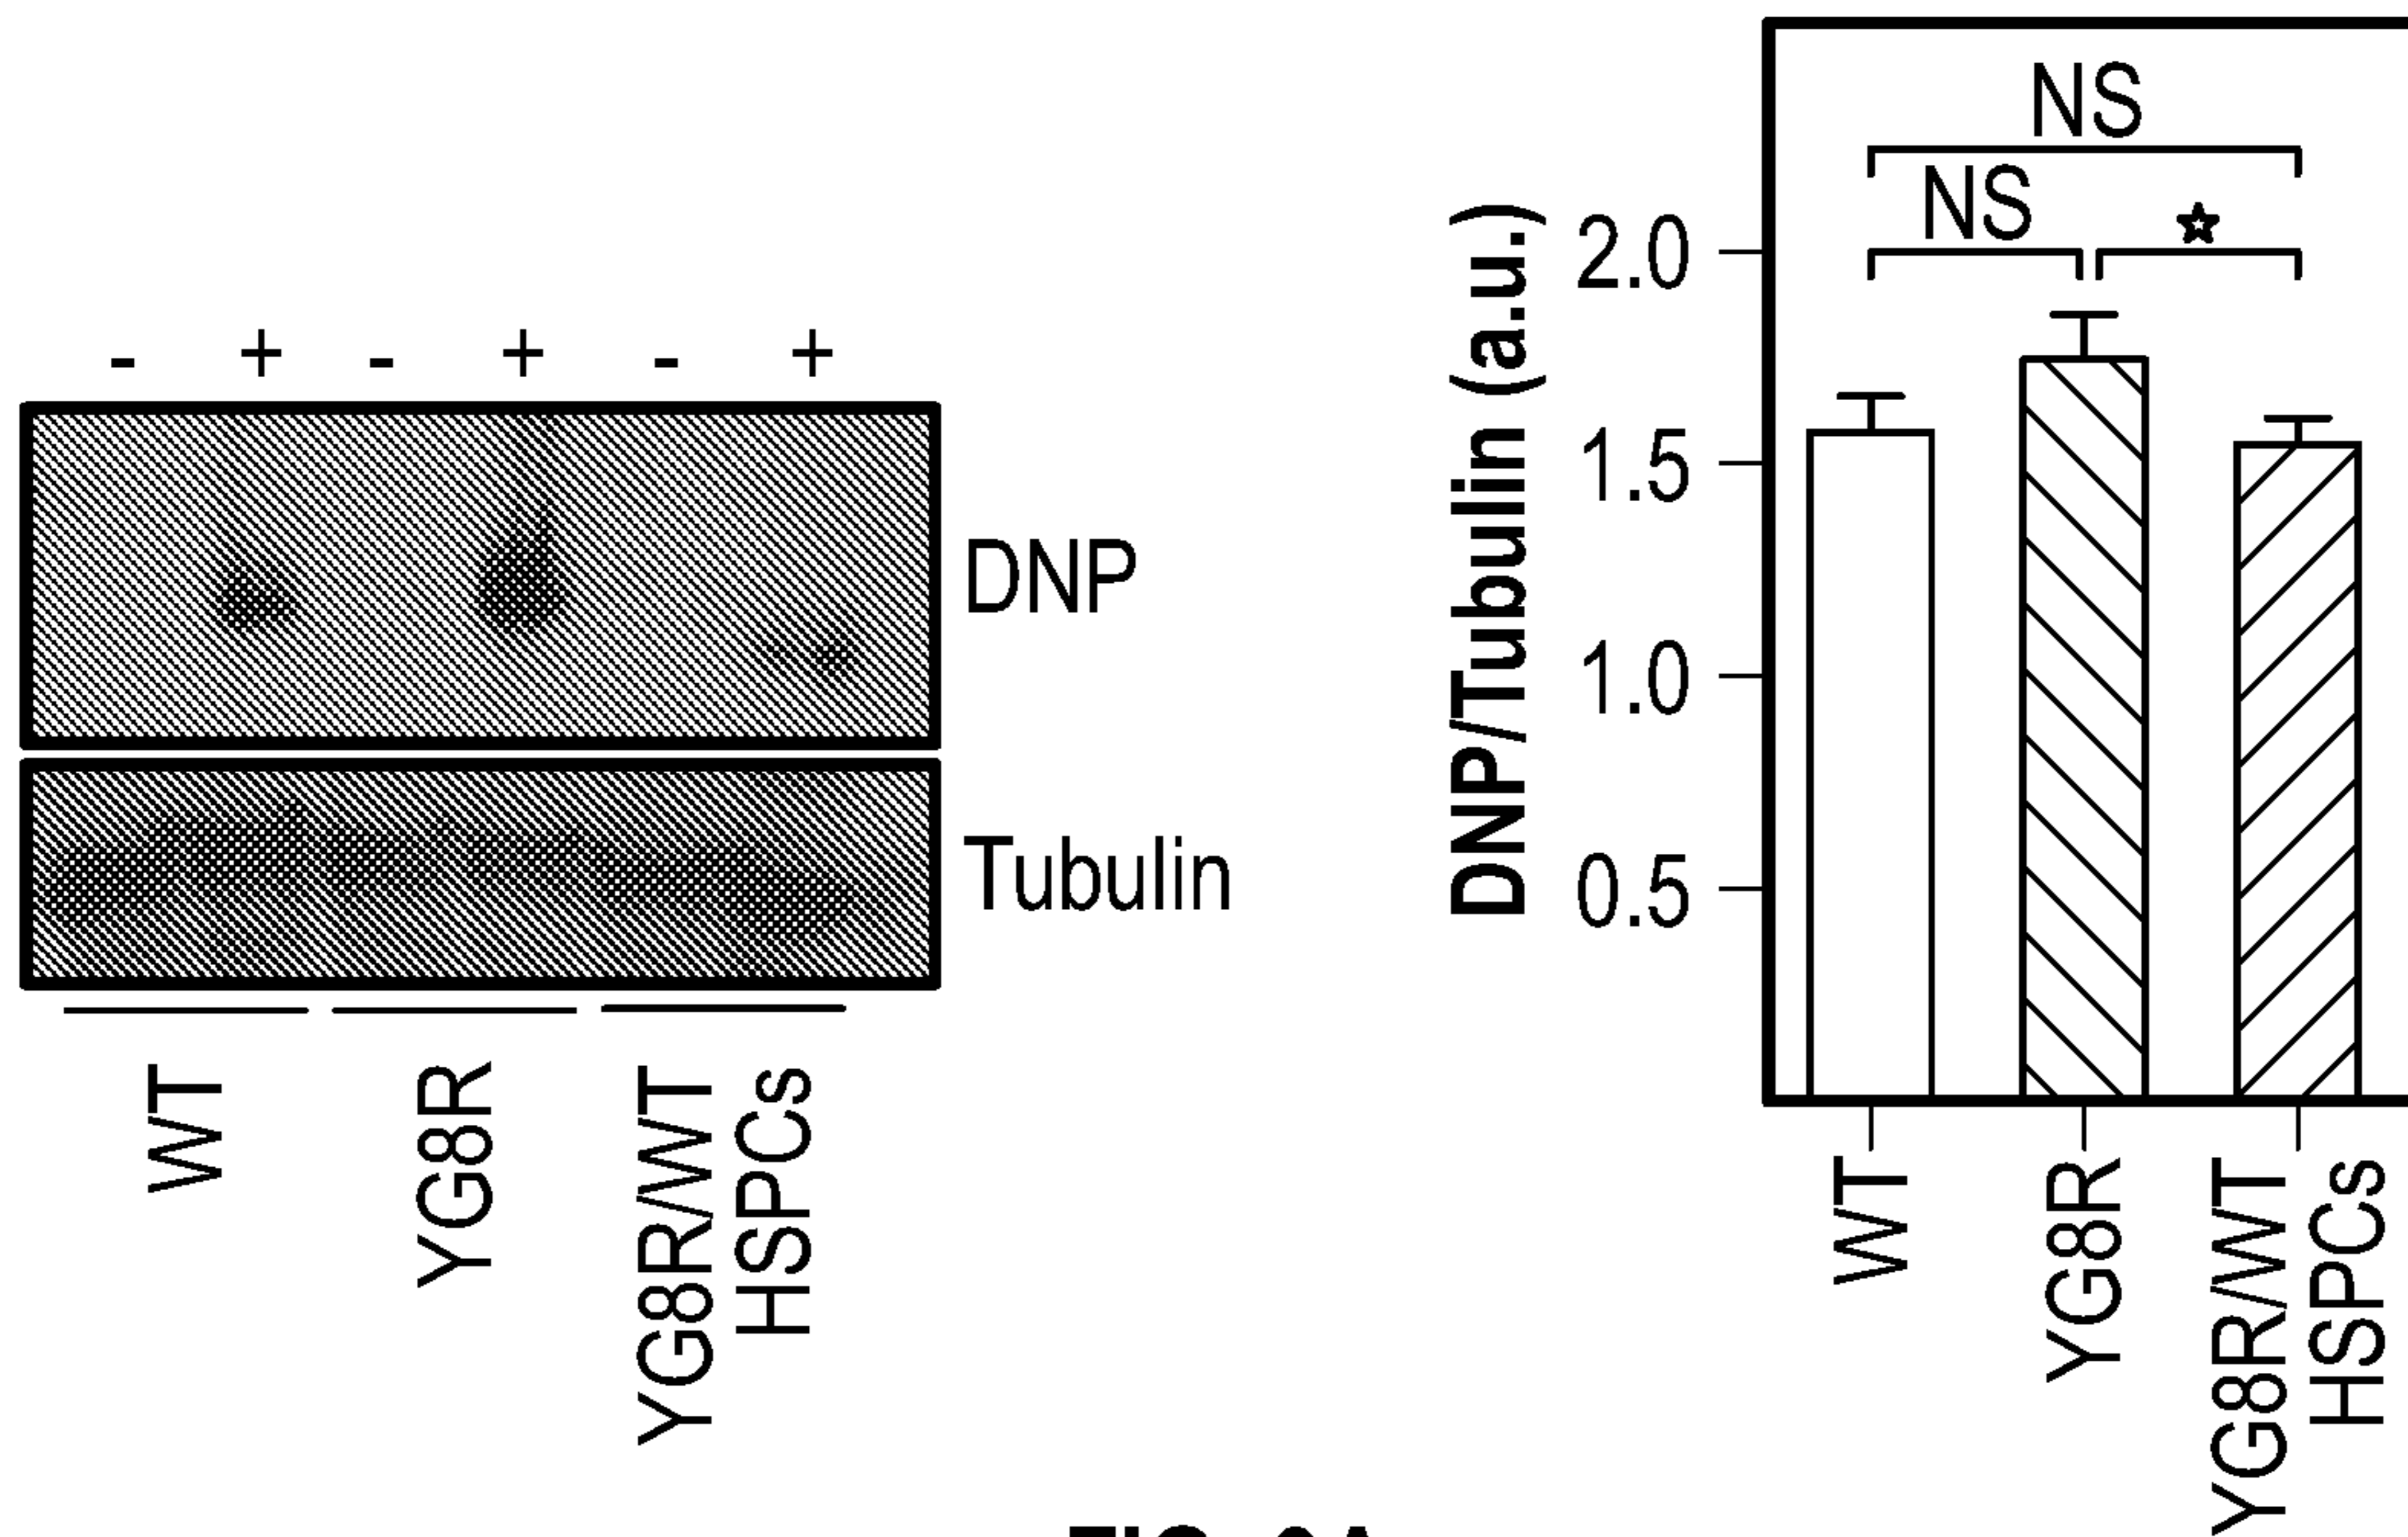 - + - + - +
DNP
Tubulin
WT
YG8R
YG8R/WT
HSPCs
DNP/Tubulin (a.u.)
2.0
1.5
1.0
0.5
NS
NS
WT
YG8R
YG8R/WT
HSPCs